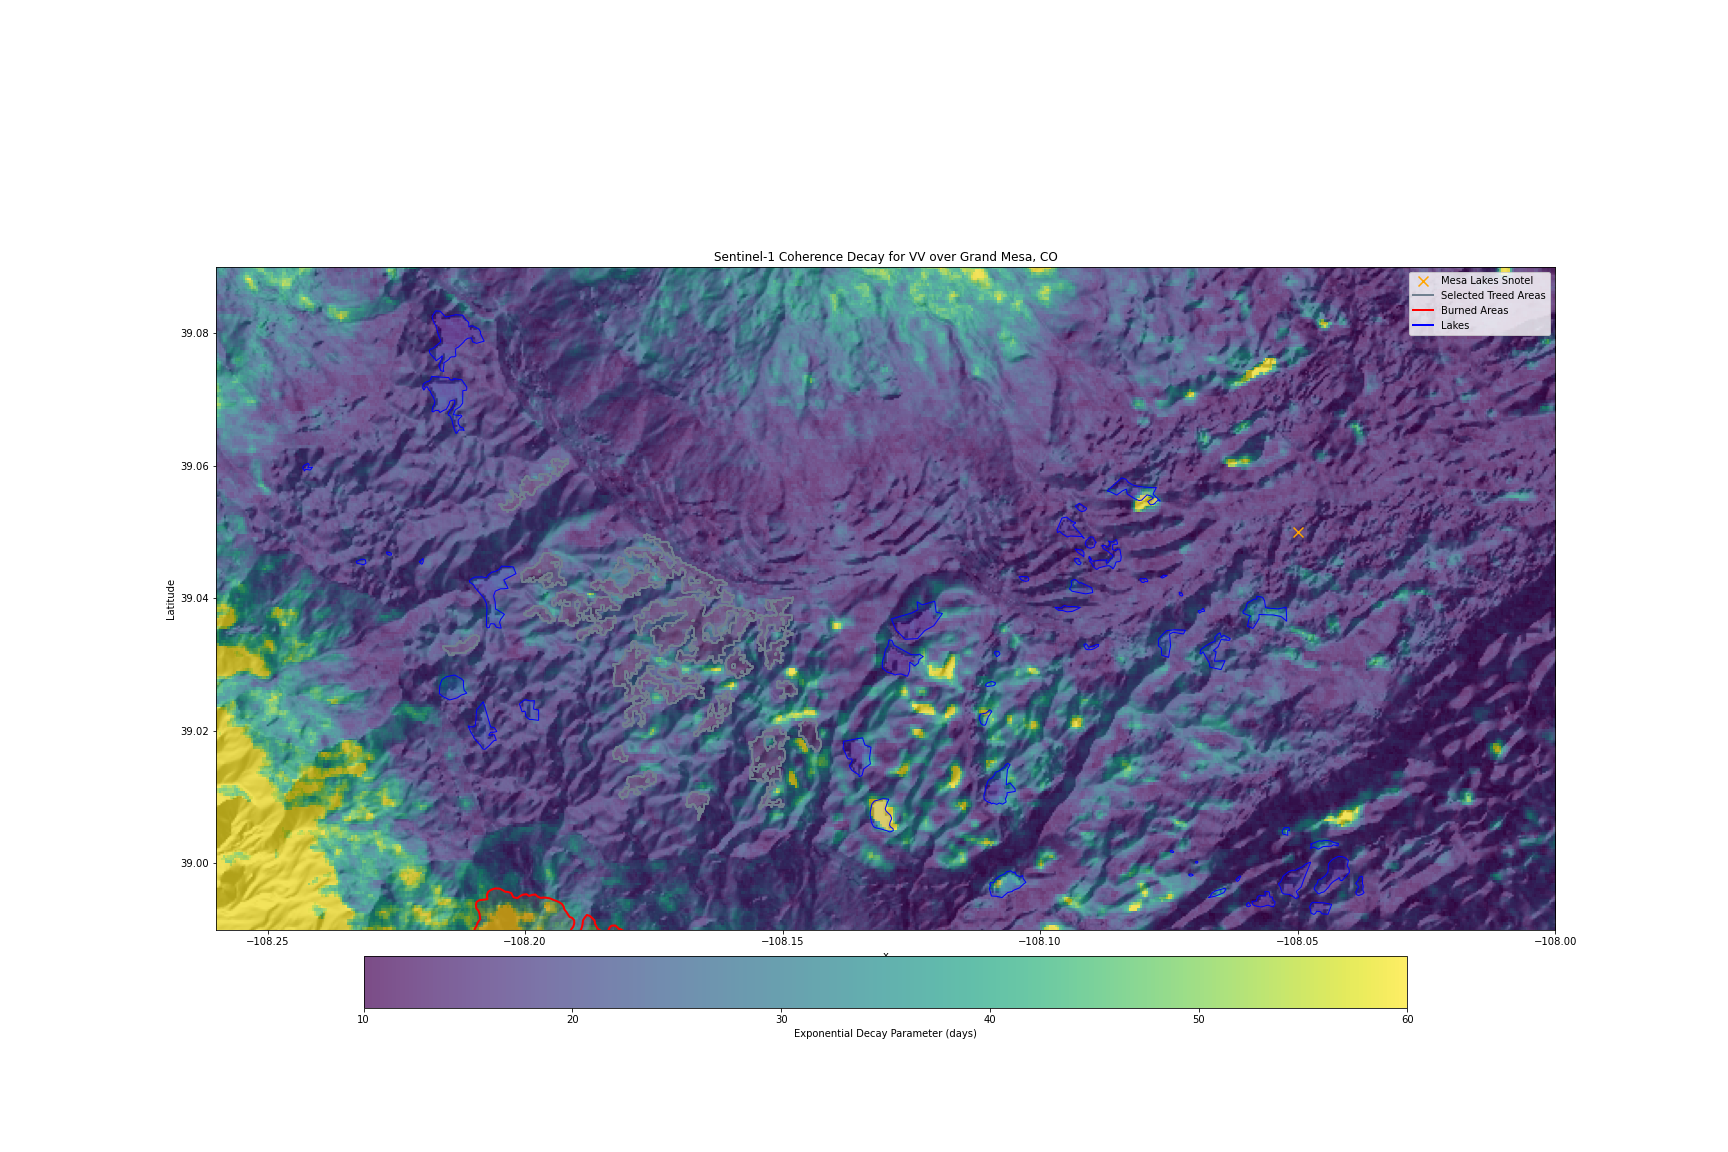 Sentinel-1 Coherence Decay for VV over Grand Mesa, CO
Mesa Lakes Snotel
Selected Treed Areas
Burned Areas
Lakes
39.08
39.06
39.04
39.02
39.00
Latitude
−108.25 −108.20 −108.15 −108.10 −108.05 −108.00
x
10 20 30 40 50 60
Exponential Decay Parameter (days)